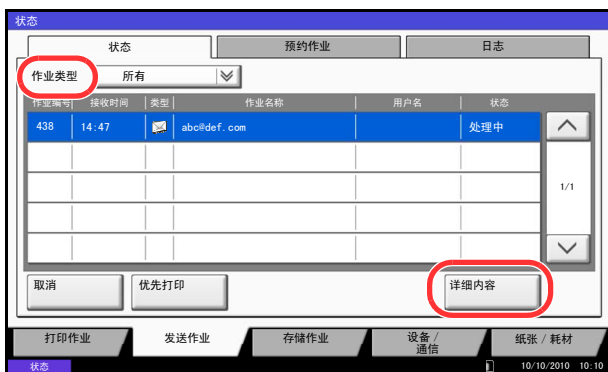 状态
状态 预约作业 日志
作业类型 所有
作业编号 接收时间 类型 作业名称 用户名 状态
438 14:47 abc@def.com 处理中
1/1
取消 优先打印 详细内容
打印作业 发送作业 存储作业 设备 / 通信 纸张 / 耗材
状态 10/10/2010 10:10